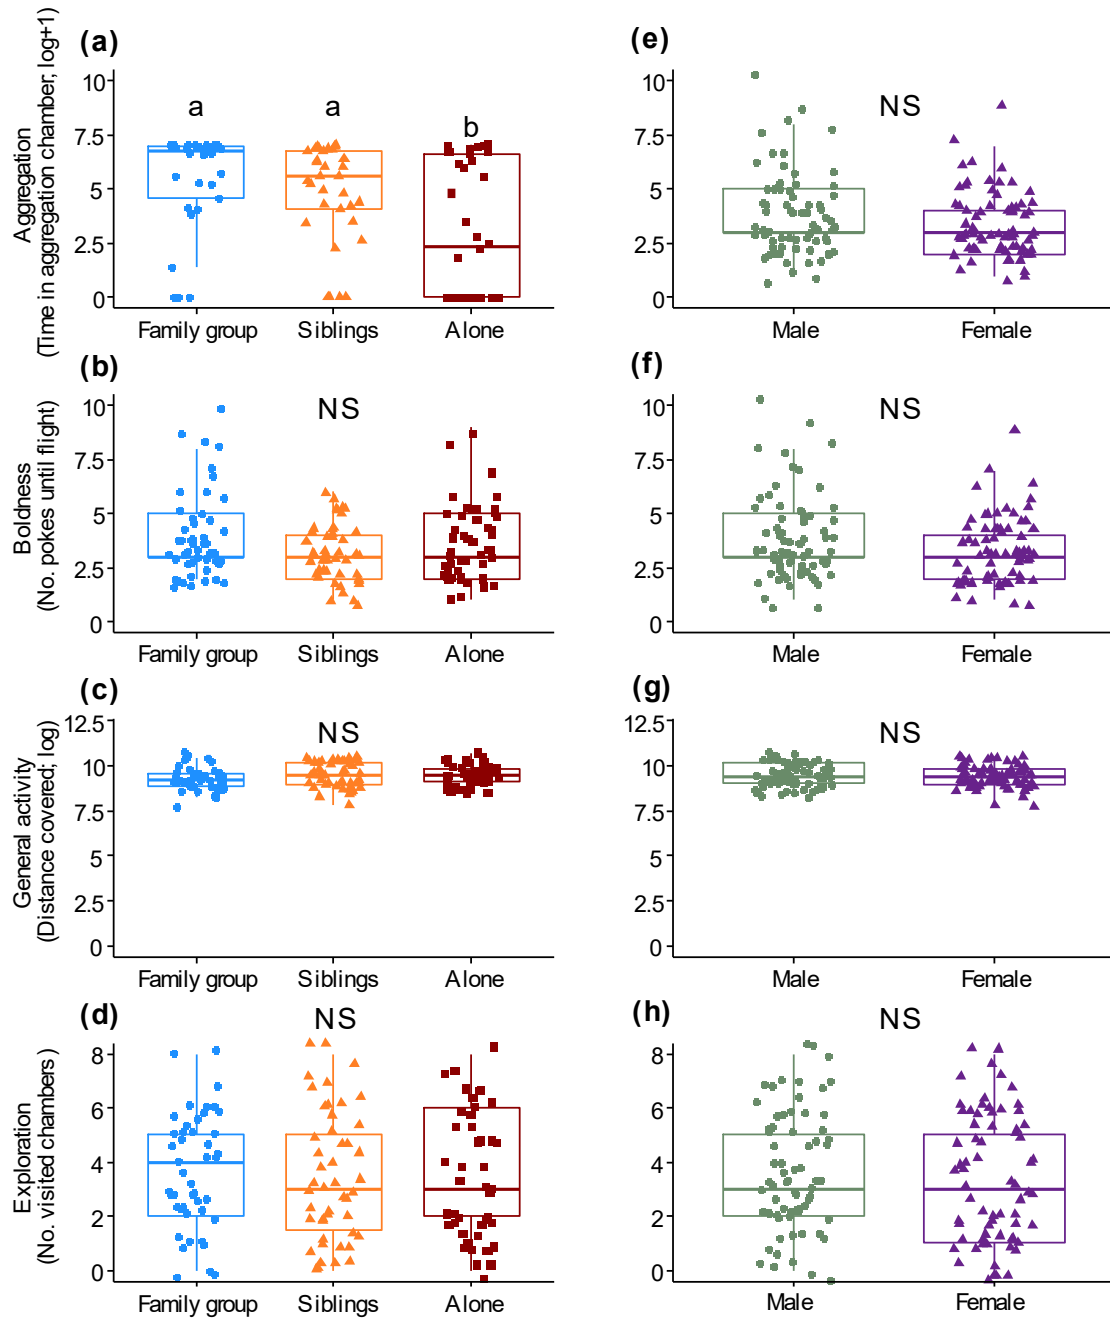 (a)
Aggregation
(Time in aggregation chamber; log+1)
10
7.5
5
2.5
0
a
a
b
Family group
Siblings
Alone
(e)
10
7.5
5
2.5
0
NS
Male
Female
(b)
Boldness
(No. pokes until flight)
10
7.5
5
2.5
0
NS
Family group
Siblings
Alone
(f)
10
7.5
5
2.5
0
NS
Male
Female
(c)
General activity
(Distance covered; log)
12.5
10
7.5
5
2.5
0
NS
Family group
Siblings
Alone
(g)
12.5
10
7.5
5
2.5
0
NS
Male
Female
(d)
Exploration
(No. visited chambers )
8
6
4
2
0
NS
Family group
Siblings
Alone
(h)
8
6
4
2
0
NS
Male
Female